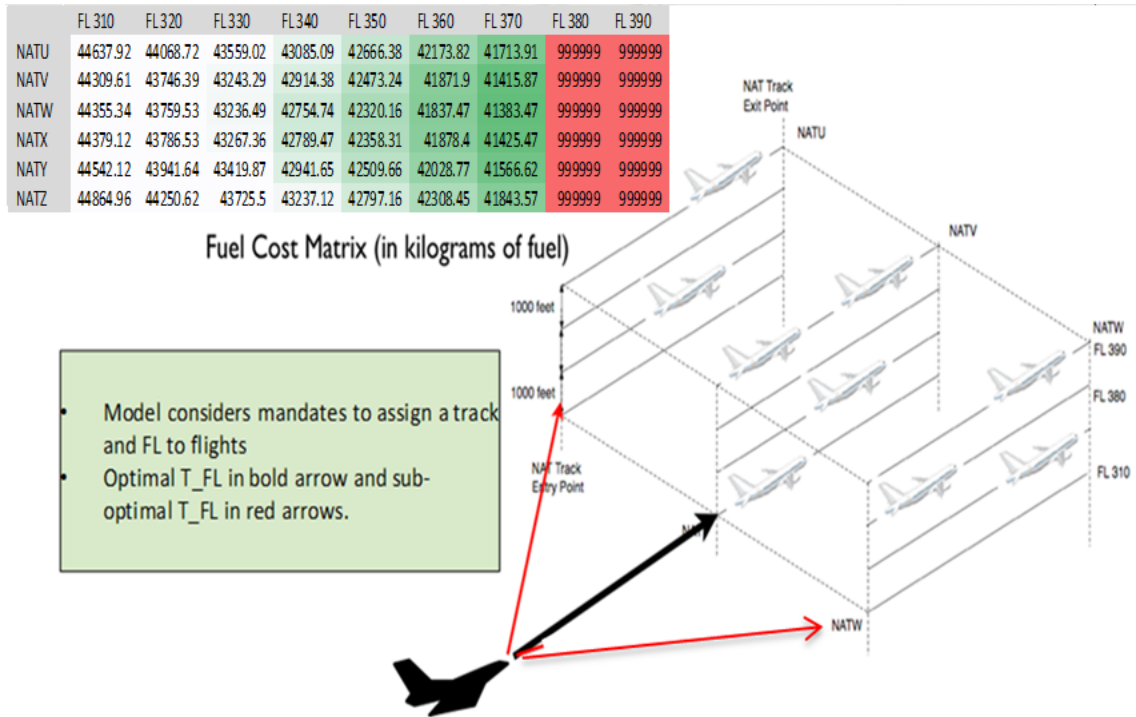 FL 310 FL 320 FL 330 FL 340 FL 350 FL 360 FL 370 FL 380 FL 390
NATU 44637.92 44068.72 43559.02 43085.09 42666.38 42173.82 41713.91 999999 999999
NATV 44309.61 43746.39 43243.29 42914.38 42473.24 41871.9 41415.87 999999 999999
NATW 44355.34 43759.53 43236.49 42754.74 42320.16 41837.47 41383.47 999999 999999
NATX 44379.12 43786.53 43267.36 42789.47 42358.31 41878.4 41425.47 999999 999999
NATY 44542.12 43941.64 43419.87 42941.65 42509.66 42028.77 41566.62 999999 999999
NATZ 44864.96 44250.62 43725.5 43237.12 42797.16 42308.45 41843.57 999999 999999
Fuel Cost Matrix (in kilograms of fuel)
NAT Track
Exit Point
NATU
NATV
NATW
FL 390
FL 380
FL 310
1000 feet
1000 feet
• Model considers mandates to assign a track
and FL to flights
• Optimal T_FL in bold arrow and sub-
optimal T_FL in red arrows.
NAT Track
Entry Point
NATW